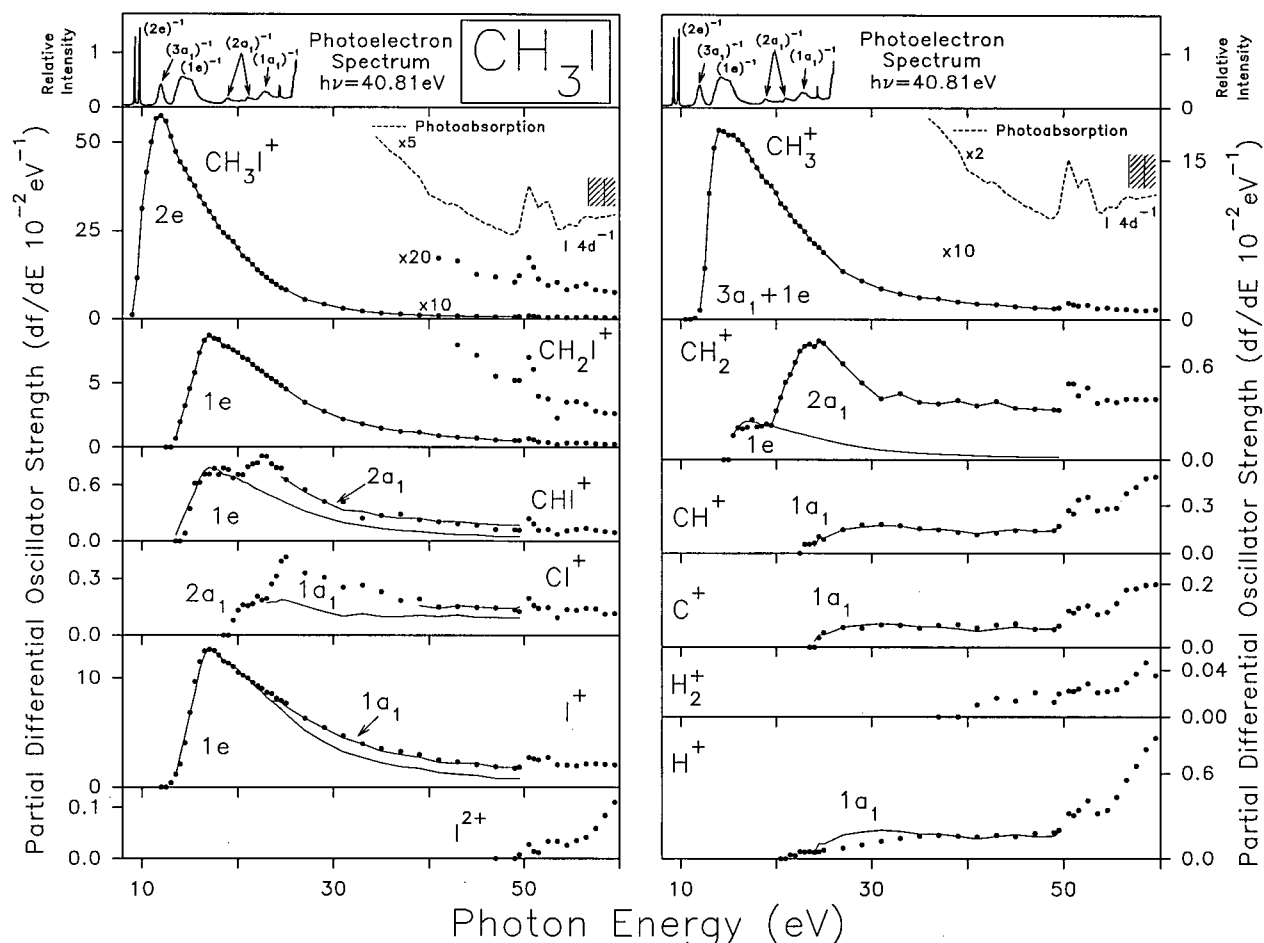 (2e)⁻¹
(3a₁)⁻¹
(1e)⁻¹
(2a₁)⁻¹
(1a₁)⁻¹
Photoelectron
Spectrum
hν=40.81eV
CH₃I
Relative
Intensity
1
0
Partial Differential Oscillator Strength (df/dE 10⁻² eV⁻¹)
Photoabsorption
x5
CH₃I⁺
2e
I 4d⁻¹
x20
x10
50
25
0
CH₂I⁺
1e
5
0
CHI⁺
2a₁
1e
0.6
0.0
CI⁺
2a₁
1a₁
0.3
0.0
I⁺
1a₁
1e
10
0
I²⁺
0.1
0.0
10
30
50
(2e)⁻¹
(3a₁)⁻¹
(1e)⁻¹
(2a₁)⁻¹
(1a₁)⁻¹
Photoelectron
Spectrum
hν=40.81eV
1
0
Relative
Intensity
Photoabsorption
x2
CH₃⁺
I 4d⁻¹
x10
3a₁+1e
15
0
CH₂⁺
2a₁
1e
0.6
0.0
CH⁺
1a₁
0.3
0.0
C⁺
1a₁
0.2
0.0
H₂⁺
0.04
0.00
H⁺
1a₁
0.6
0.0
10
30
50
Partial Differential Oscillator Strength (df/dE 10⁻² eV⁻¹)
Photon Energy (eV)